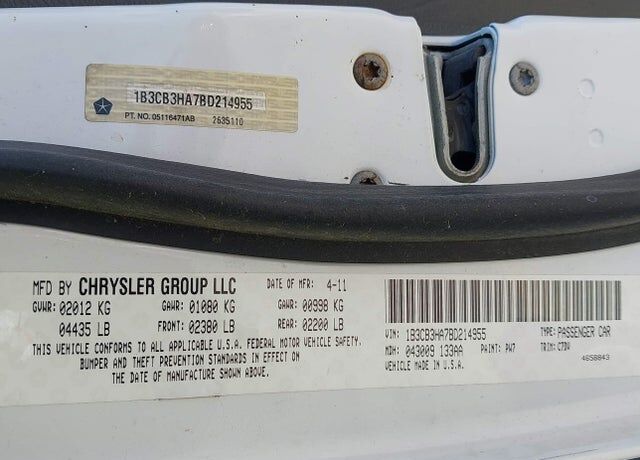 1B3CB3HA7BD214955
PT. NO. 05116471AB 2635110
MFD BY CHRYSLER GROUP LLC DATE OF MFR: 4-11
GVWR: 02012 KG GAWR: 01080 KG GAWR: 00998 KG
04435 LB FRONT: 02380 LB REAR: 02200 LB
THIS VEHICLE CONFORMS TO ALL APPLICABLE U.S.A. FEDERAL MOTOR VEHICLE SAFETY,
BUMPER AND THEFT PREVENTION STANDARDS IN EFFECT ON
THE DATE OF MANUFACTURE SHOWN ABOVE.
VIN: 1B3CB3HA7BD214955 TYPE: PASSENGER CAR
MDH: 043009 133AA PAINT: PW7 TRIM: C7DV
VEHICLE MADE IN U.S.A. 4658843